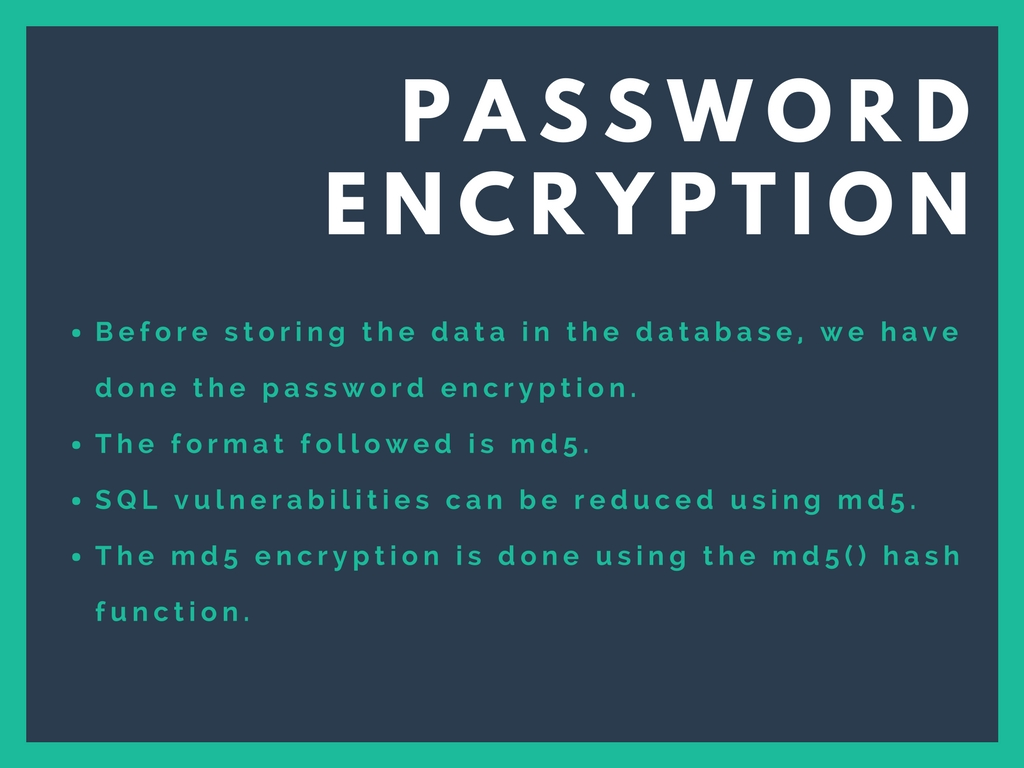 PASSWORD
ENCRYPTION
• Before storing the data in the database, we have
done the password encryption.
• The format followed is md5.
• SQL vulnerabilities can be reduced using md5.
• The md5 encryption is done using the md5() hash
function.